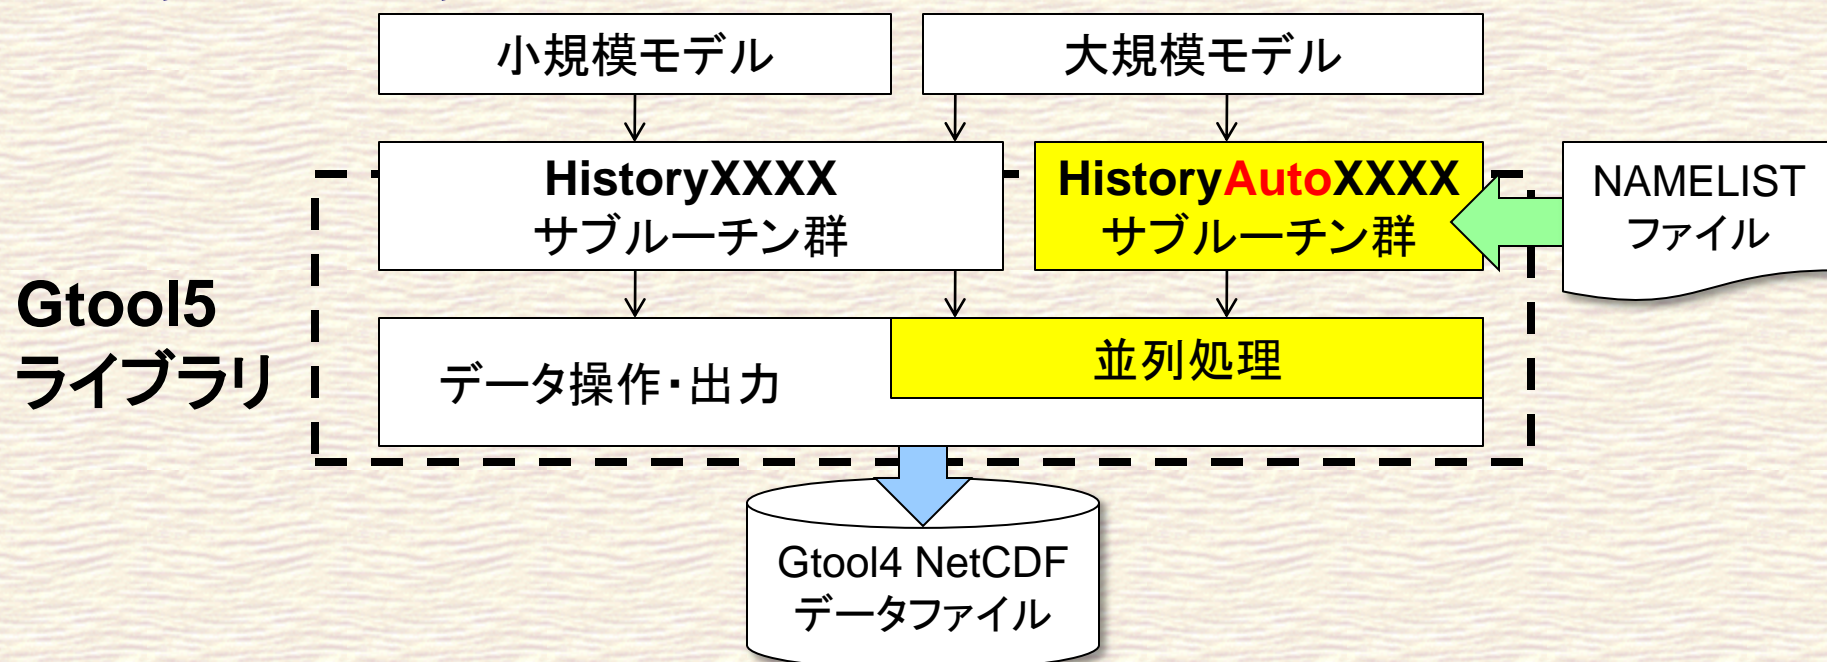 小規模モデル
大規模モデル
HistoryXXXX
サブルーチン群
HistoryAutoXXXX
サブルーチン群
NAMELIST
ファイル
Gtool5
ライブラリ
データ操作・出力
並列処理
Gtool4 NetCDF
データファイル